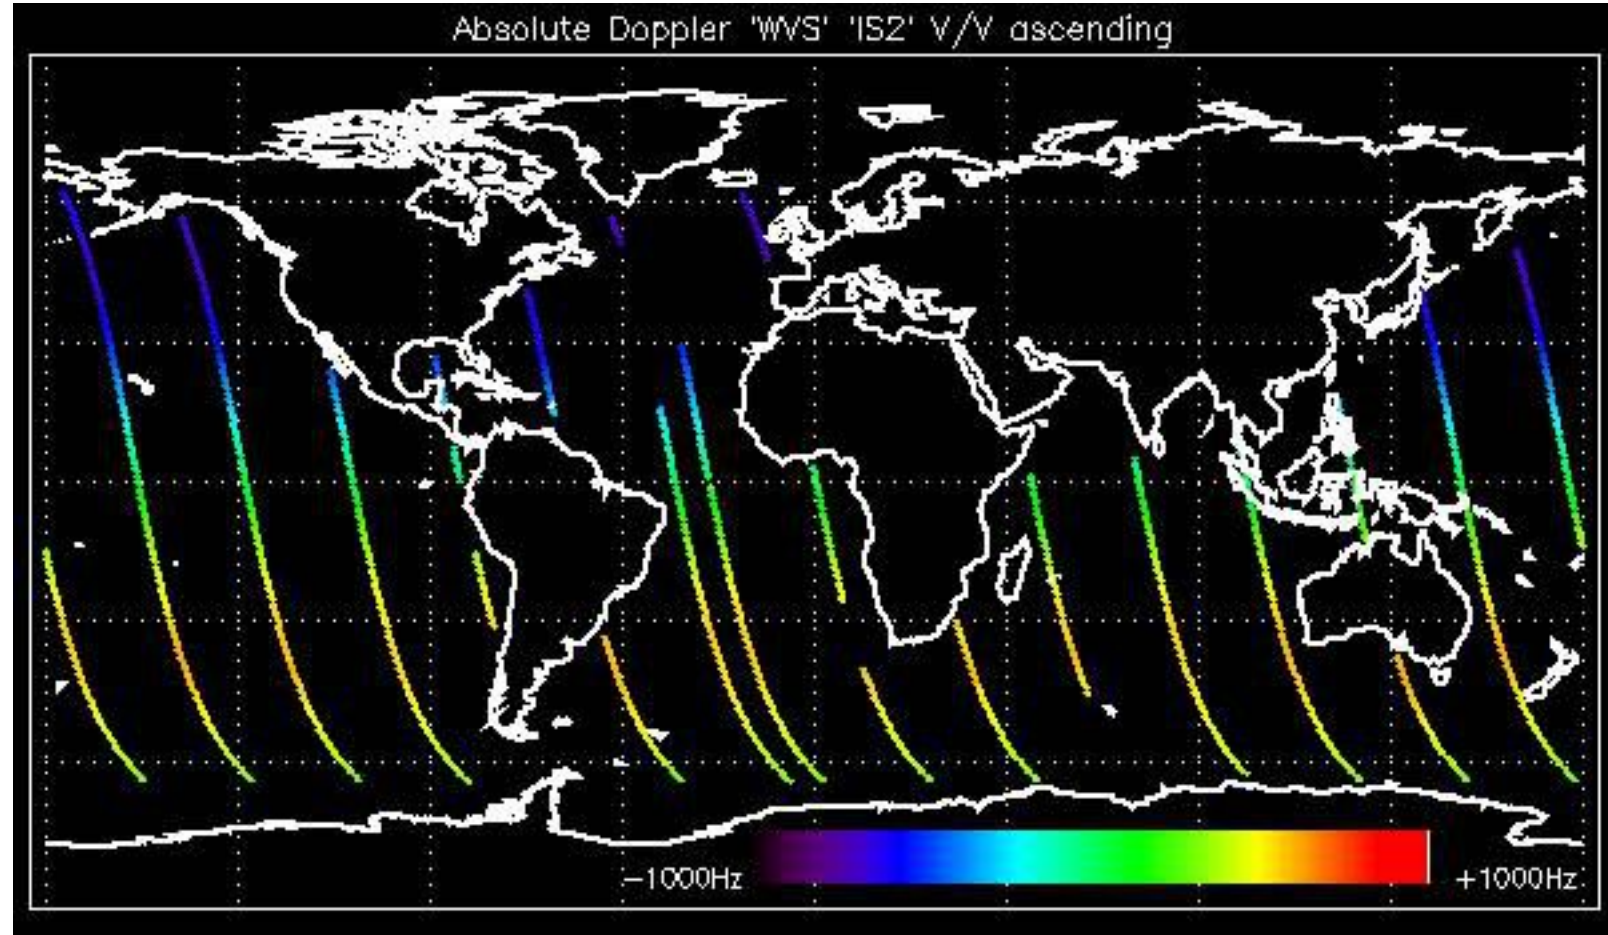 Absolute Doppler 'WVS' 'IS2' V/V ascending
−1000Hz +1000Hz